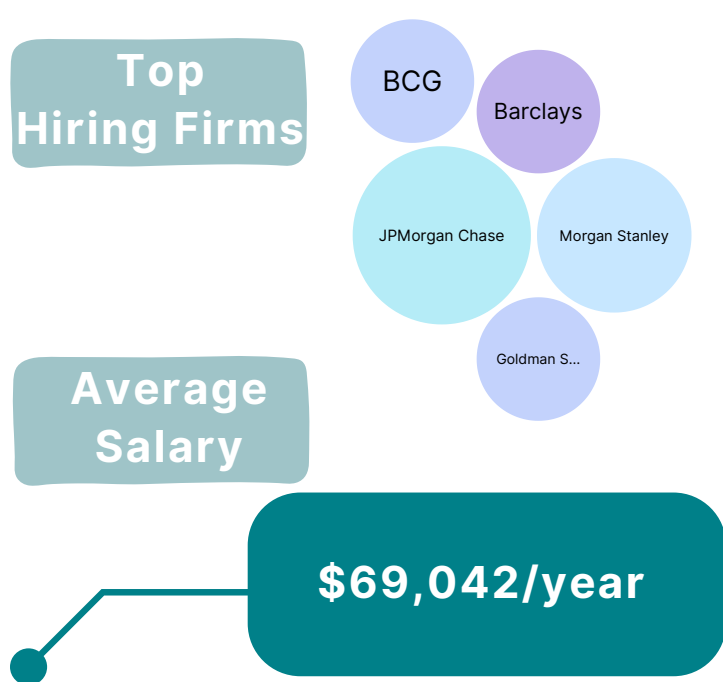 Top
Hiring Firms
BCG
Barclays
JPMorgan Chase
Morgan Stanley
Goldman S...
Average
Salary
$69,042/year